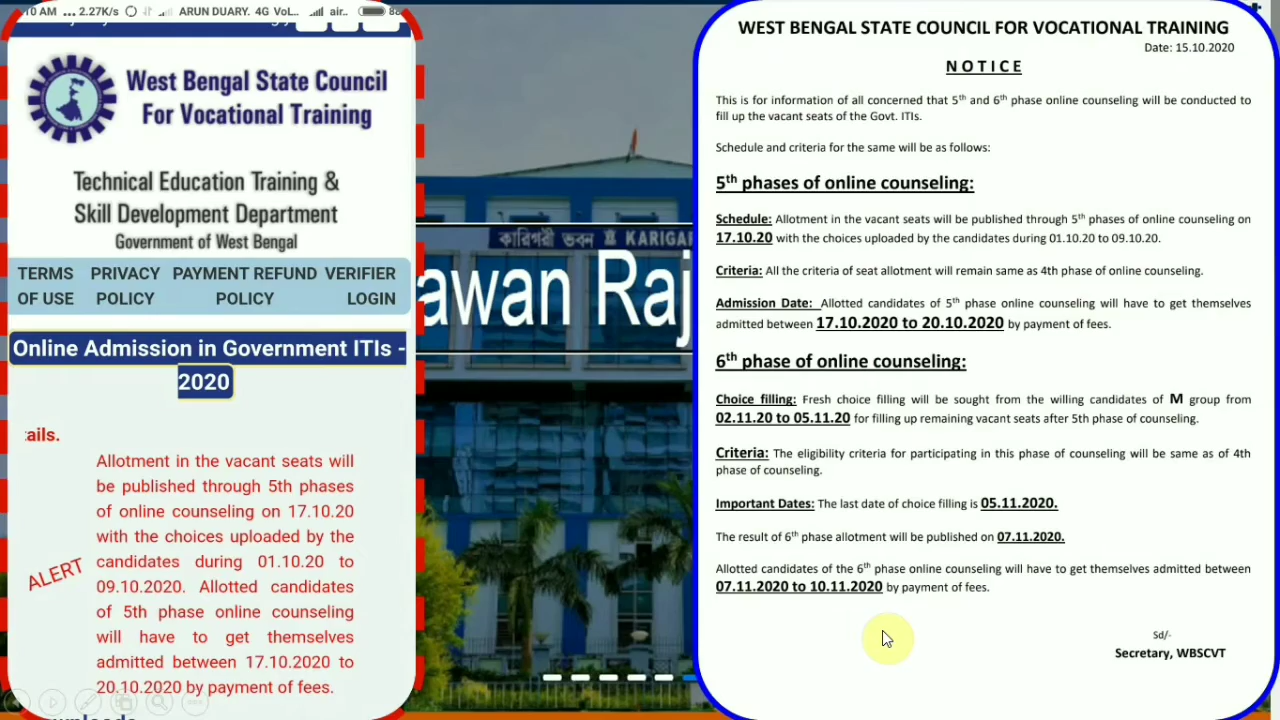 10 AM ... 2.27K/s ARUN DUARY. 4G VoL.. air..
West Bengal State Council
For Vocational Training
Technical Education Training &
Skill Development Department
Government of West Bengal
TERMS OF USE
PRIVACY POLICY
PAYMENT REFUND POLICY
VERIFIER LOGIN
Online Admission in Government ITIs -
2020
ails.
ALERT
Allotment in the vacant seats will
be published through 5th phases
of online counseling on 17.10.20
with the choices uploaded by the
candidates during 01.10.20 to
09.10.2020. Allotted candidates
of 5th phase online counseling
will have to get themselves
admitted between 17.10.2020 to
20.10.2020 by payment of fees.
কারিগরী ভবন KARIGAR
awan Raj
WEST BENGAL STATE COUNCIL FOR VOCATIONAL TRAINING
Date: 15.10.2020
N O T I C E
This is for information of all concerned that 5th and 6th phase online counseling will be conducted to
fill up the vacant seats of the Govt. ITIs.
Schedule and criteria for the same will be as follows:
5th phases of online counseling:
Schedule: Allotment in the vacant seats will be published through 5th phases of online counseling on
17.10.20 with the choices uploaded by the candidates during 01.10.20 to 09.10.20.
Criteria: All the criteria of seat allotment will remain same as 4th phase of online counseling.
Admission Date: Allotted candidates of 5th phase online counseling will have to get themselves
admitted between 17.10.2020 to 20.10.2020 by payment of fees.
6th phase of online counseling:
Choice filling: Fresh choice filling will be sought from the willing candidates of M group from
02.11.20 to 05.11.20 for filling up remaining vacant seats after 5th phase of counseling.
Criteria: The eligibility criteria for participating in this phase of counseling will be same as of 4th
phase of counseling.
Important Dates: The last date of choice filling is 05.11.2020.
The result of 6th phase allotment will be published on 07.11.2020.
Allotted candidates of the 6th phase online counseling will have to get themselves admitted between
07.11.2020 to 10.11.2020 by payment of fees.
Sd/-
Secretary, WBSCVT